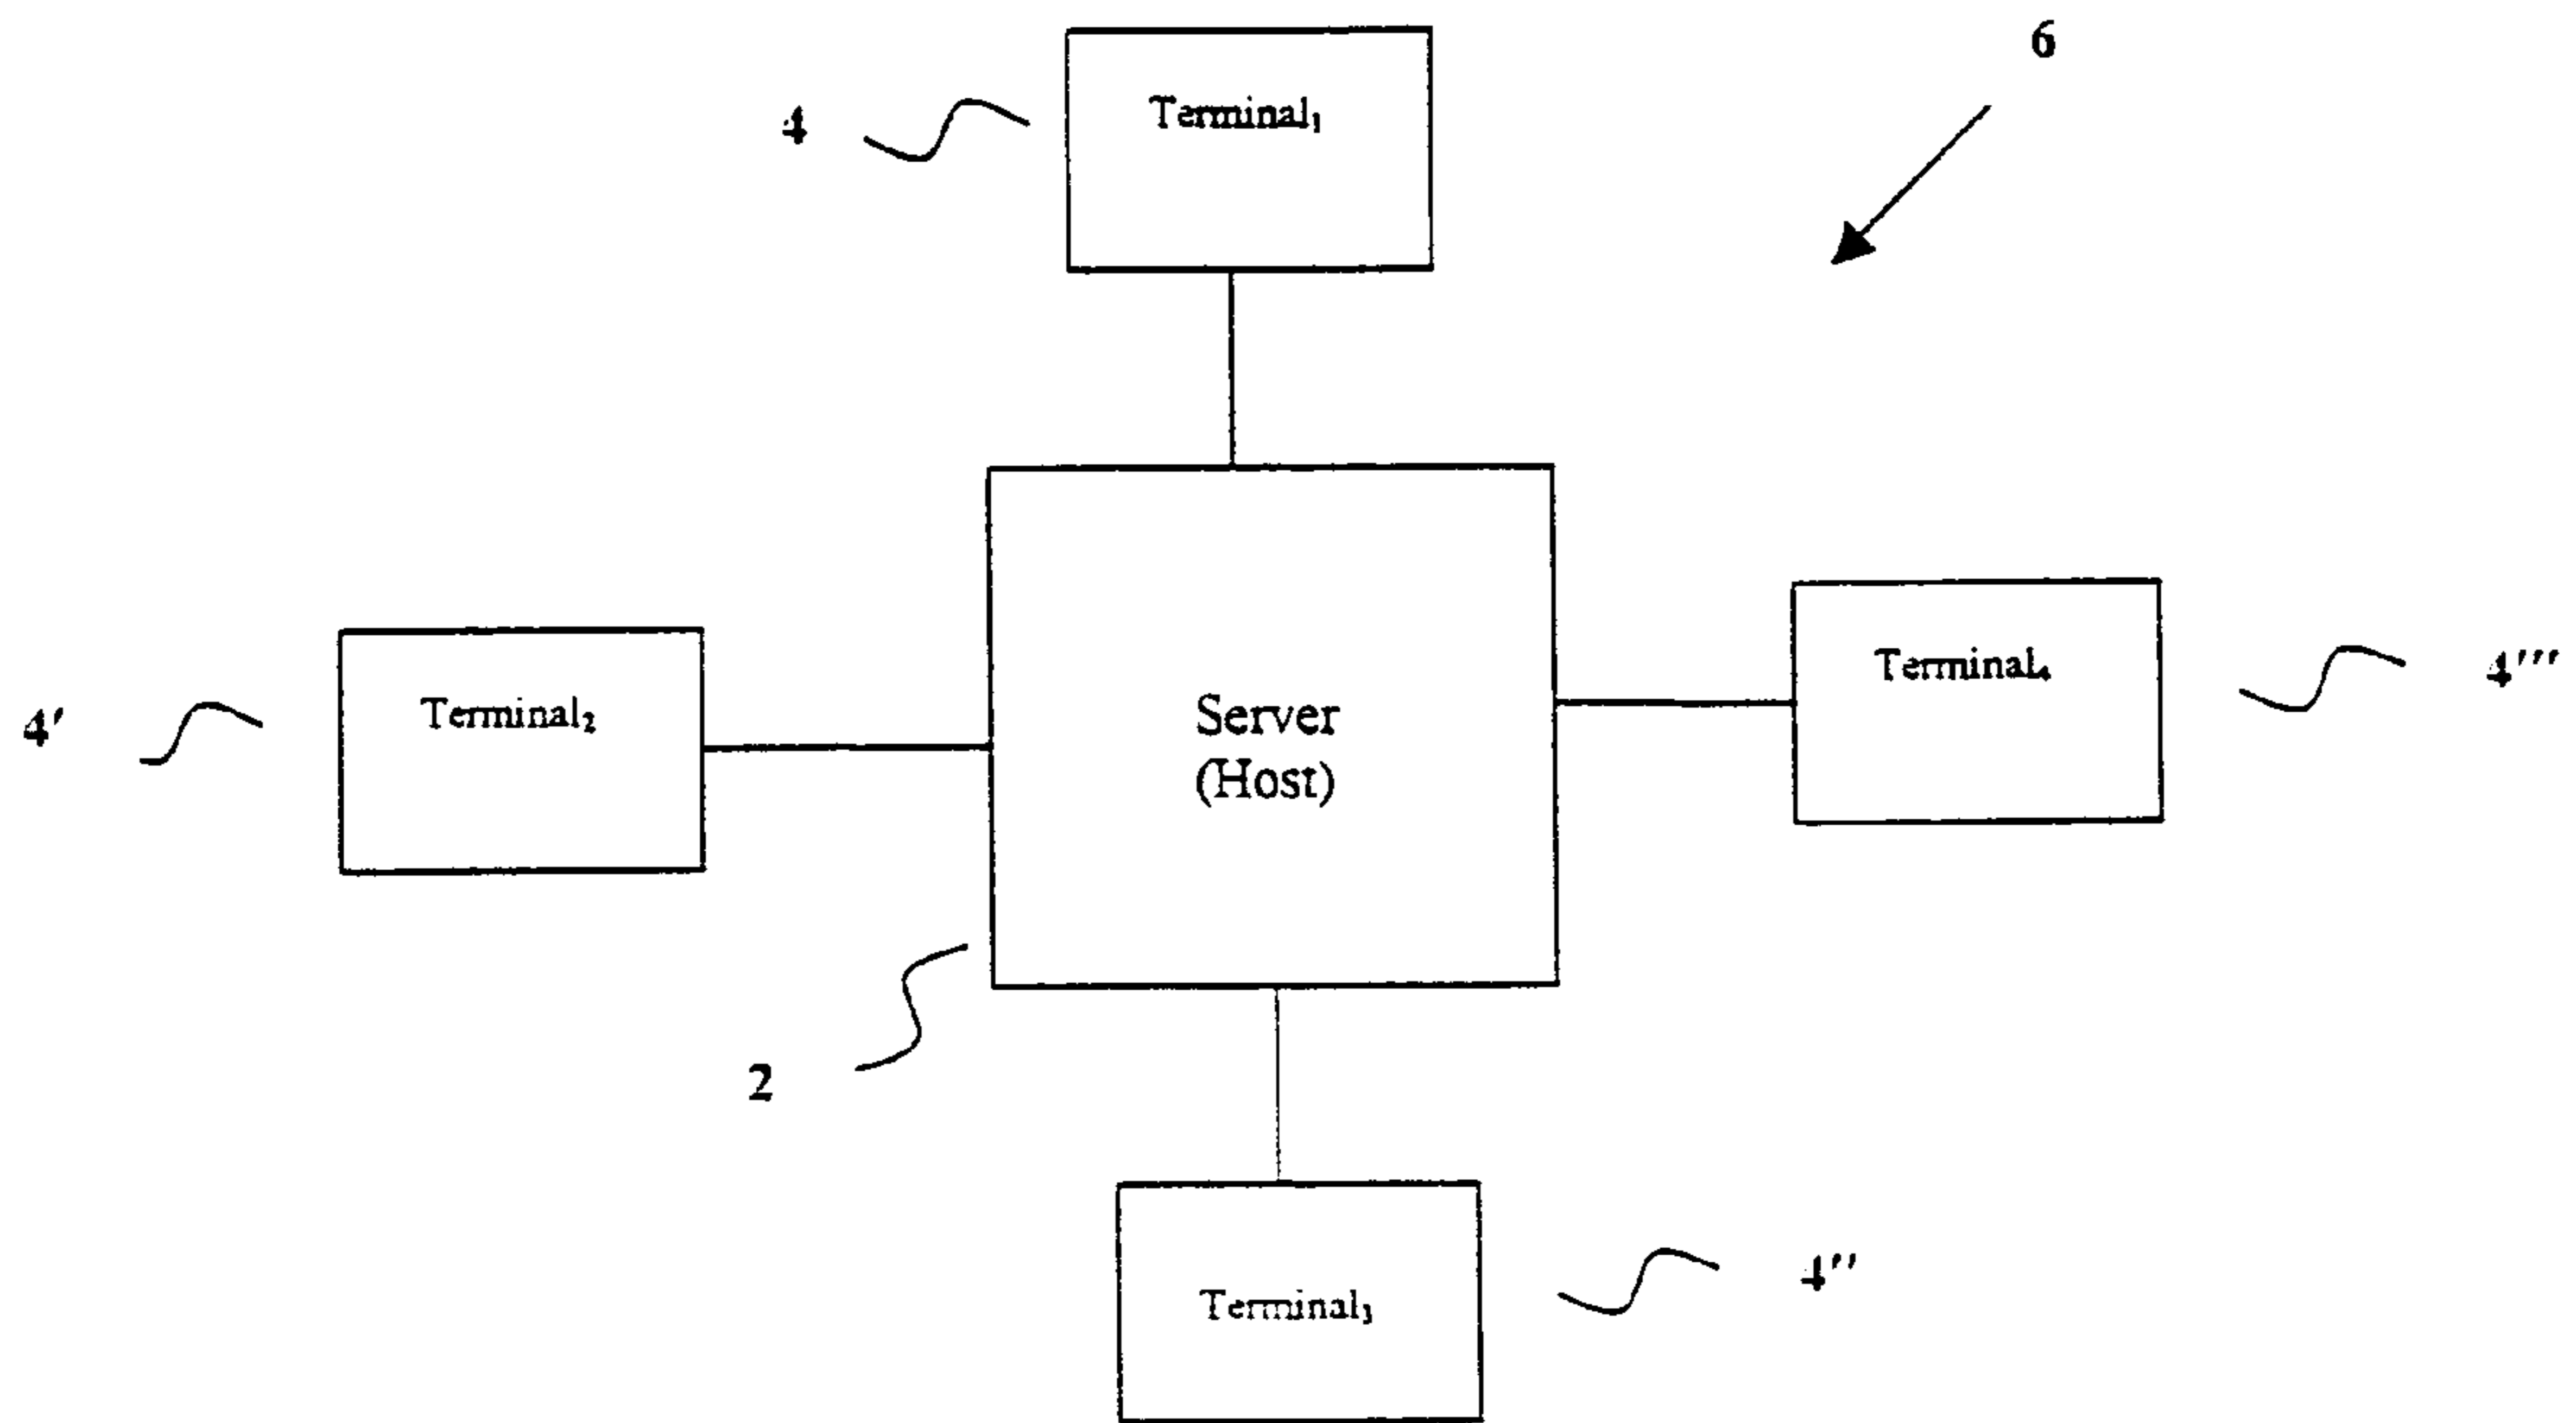 6
4
Terminal₁
Terminal₄
4′′′
4′
Terminal₂
Server
(Host)
2
4′′
Terminal₃